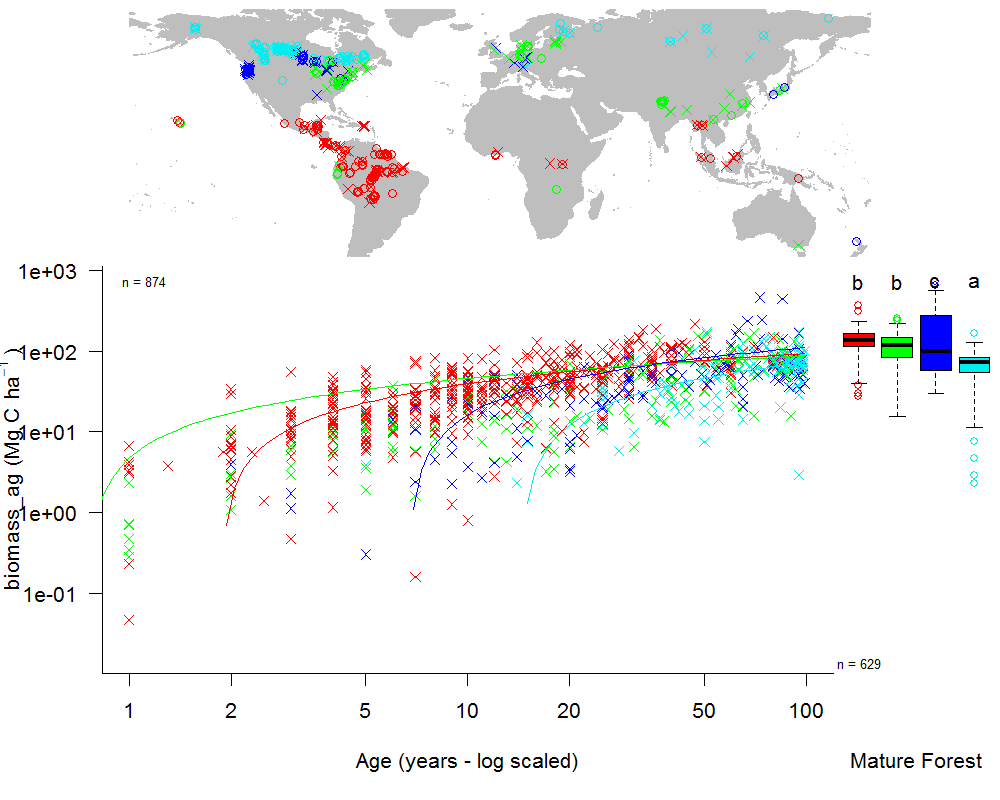 1e+03
n = 874
b b c a
1e+02
1e+01
1e+00
1e-01
biomass_ag (Mg C ha⁻¹)
n = 629
1 2 5 10 20 50 100
Age (years - log scaled)
Mature Forest